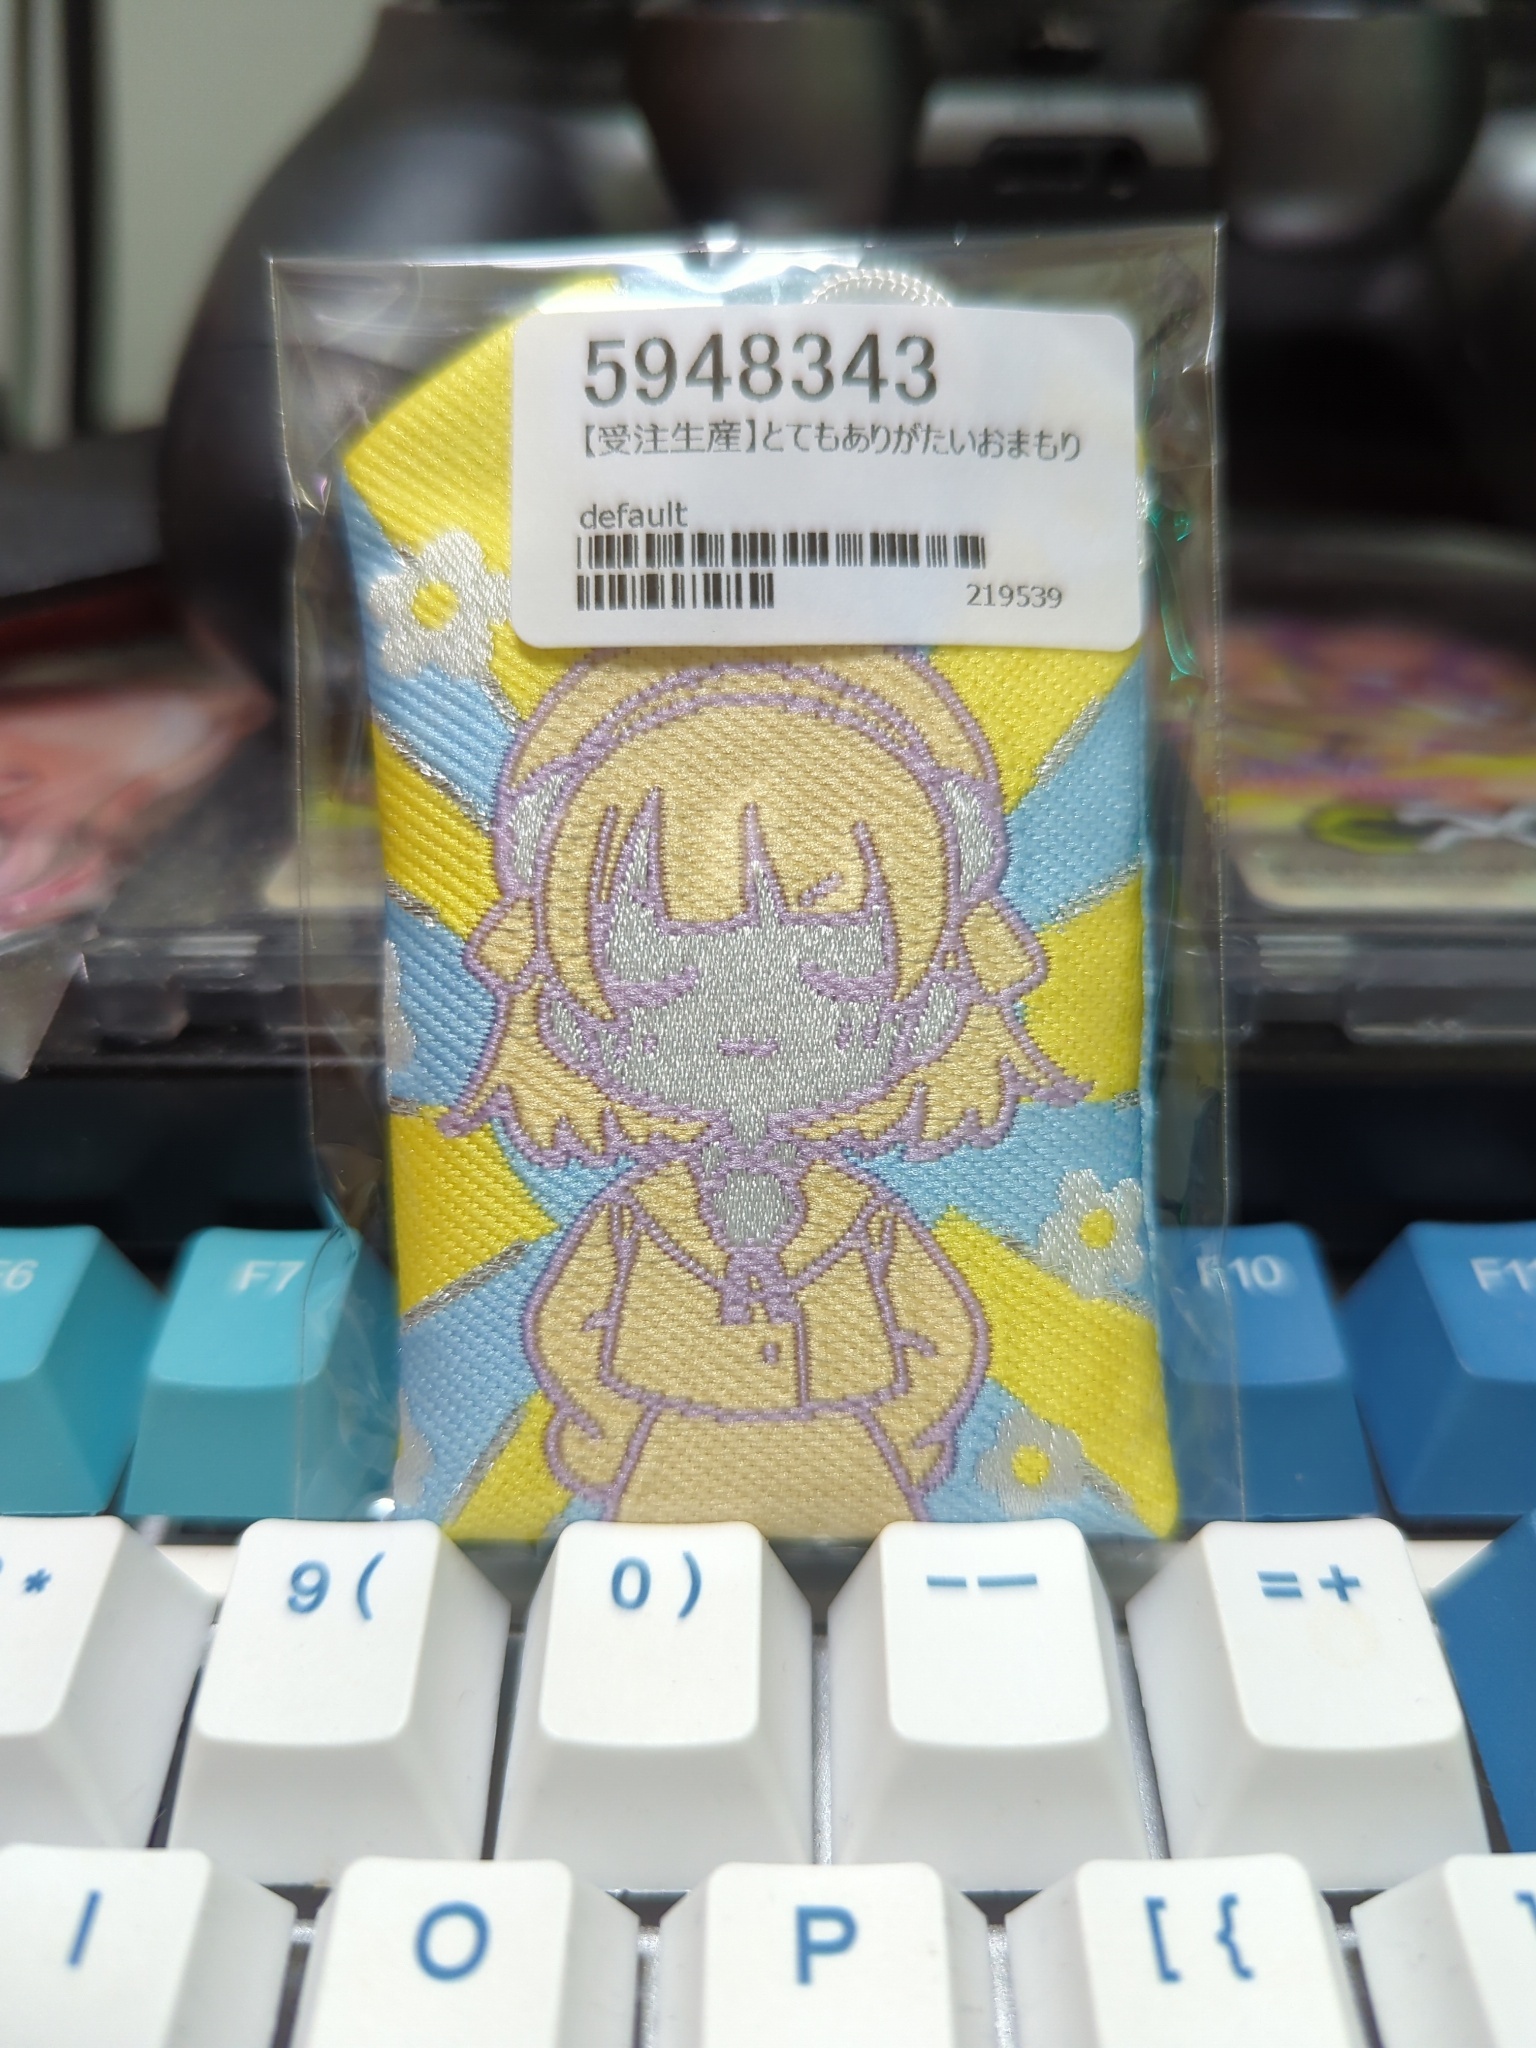 5948343
【受注生産】とてもありがたいおまもり
default
219539
F7
F10
9 (
0 )
- —
= +
I
O
P
[ {